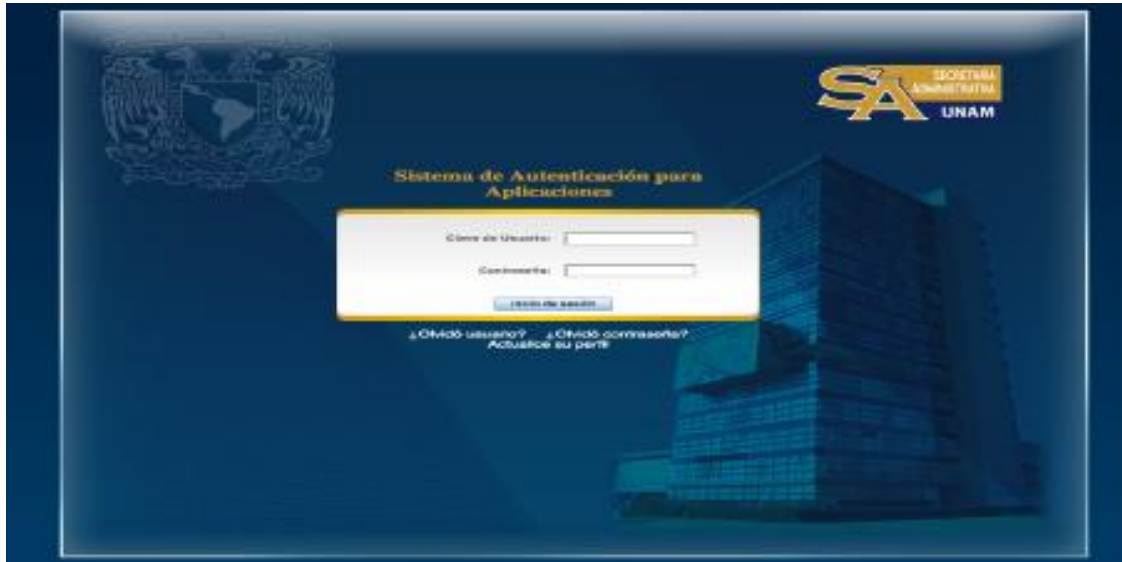 SECRETARÍA
ADMINISTRATIVA
SA
UNAM
Sistema de Autenticación para
Aplicaciones
Clave de Usuario:
Contraseña:
Inicio de sesión
¿Olvidó usuario? ¿Olvidó contraseña?
Actualice su perfil